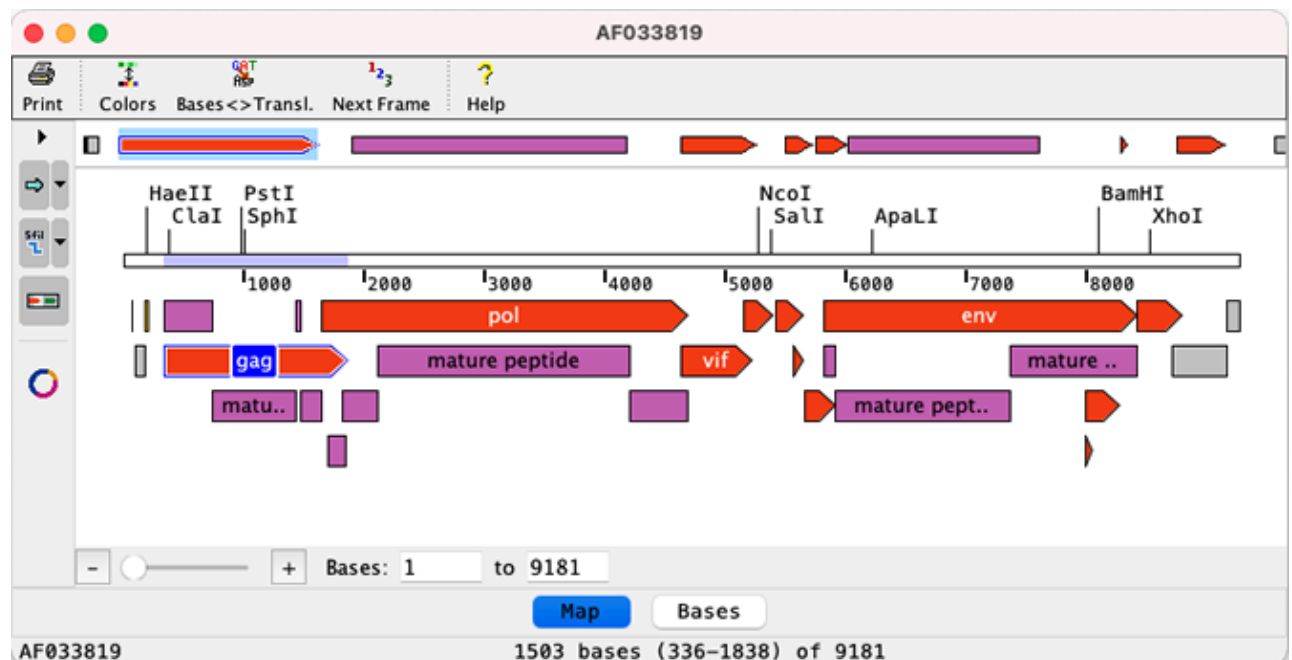 AF033819
Print Colors Bases<>Transl. Next Frame Help
HaeII PstI NcoI BamHI
ClaI SphI SalI ApaLI XhoI
1000 2000 3000 4000 5000 6000 7000 8000
pol env
gag mature peptide vif mature ..
matu.. mature pept..
- + Bases: 1 to 9181
Map Bases
AF033819 1503 bases (336-1838) of 9181